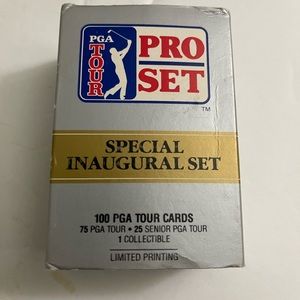 PGA
TOUR
PRO
SET
TM
SPECIAL
INAUGURAL SET
100 PGA TOUR CARDS
75 PGA TOUR • 25 SENIOR PGA TOUR
1 COLLECTIBLE
LIMITED PRINTING